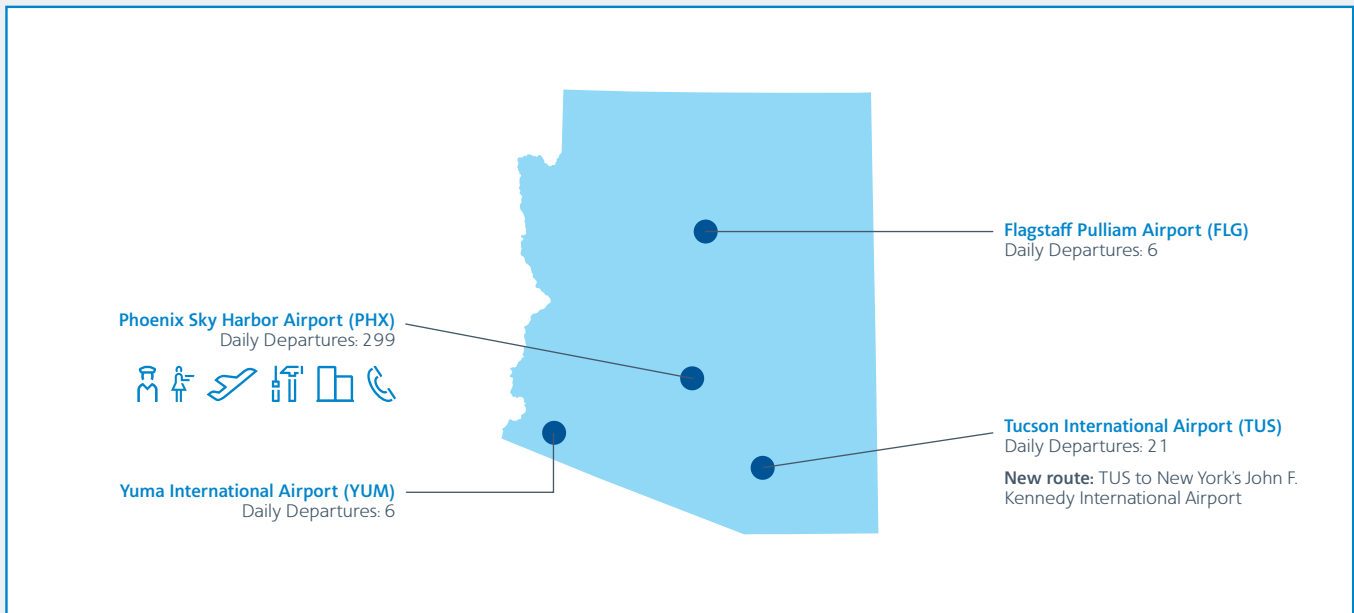 Flagstaff Pulliam Airport (FLG)
Daily Departures: 6
Phoenix Sky Harbor Airport (PHX)
Daily Departures: 299
Tucson International Airport (TUS)
Daily Departures: 21
New route: TUS to New York's John F.
Kennedy International Airport
Yuma International Airport (YUM)
Daily Departures: 6